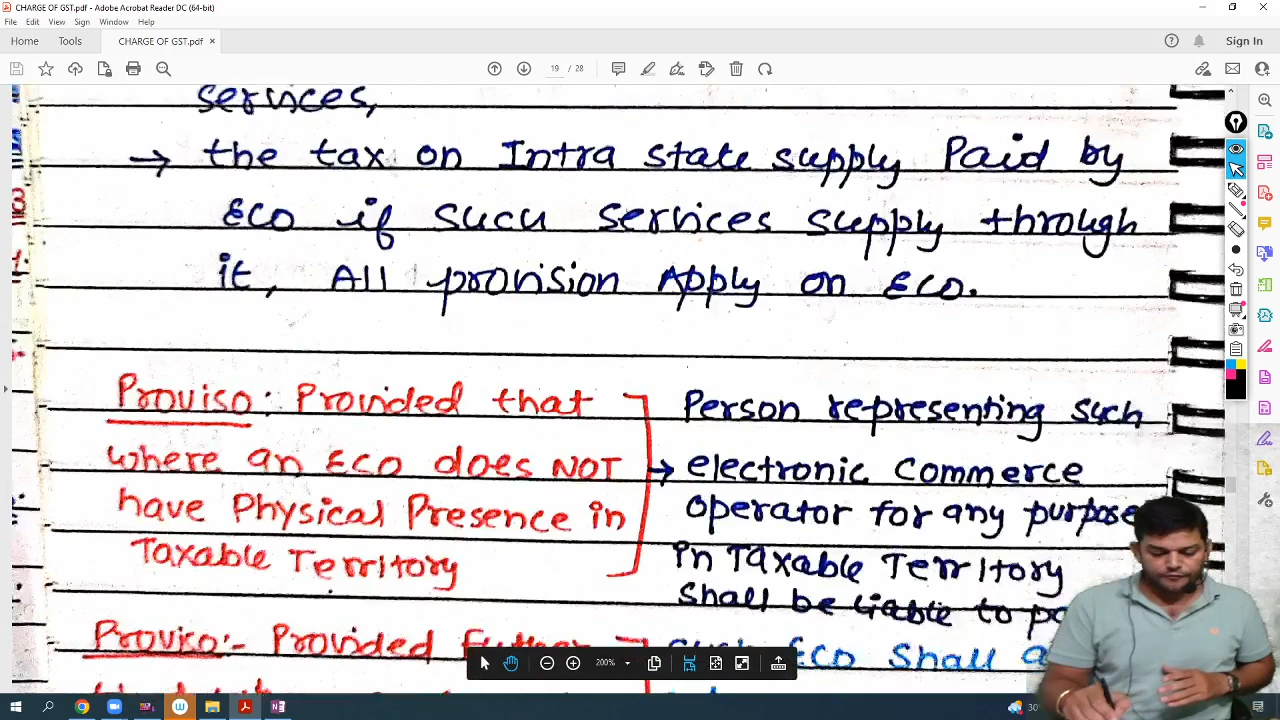 CHARGE OF GST.pdf - Adobe Acrobat Reader DC (64-bit)
File Edit View Sign Window Help
Home Tools CHARGE OF GST.pdf × Sign In
19 / 28
services,
→ the tax on Intra state supply Paid by
ECO if such services supply through
it, All provision Apply on ECO.
Proviso: Provided that
where an ECO does NOT
have Physical Presence in
Taxable Territory
Person representing such
→ electronic Commerce
operator for any purpose
in Taxable Territory
Shall be liable to
Proviso:- Provided further
ECO Shall
200%